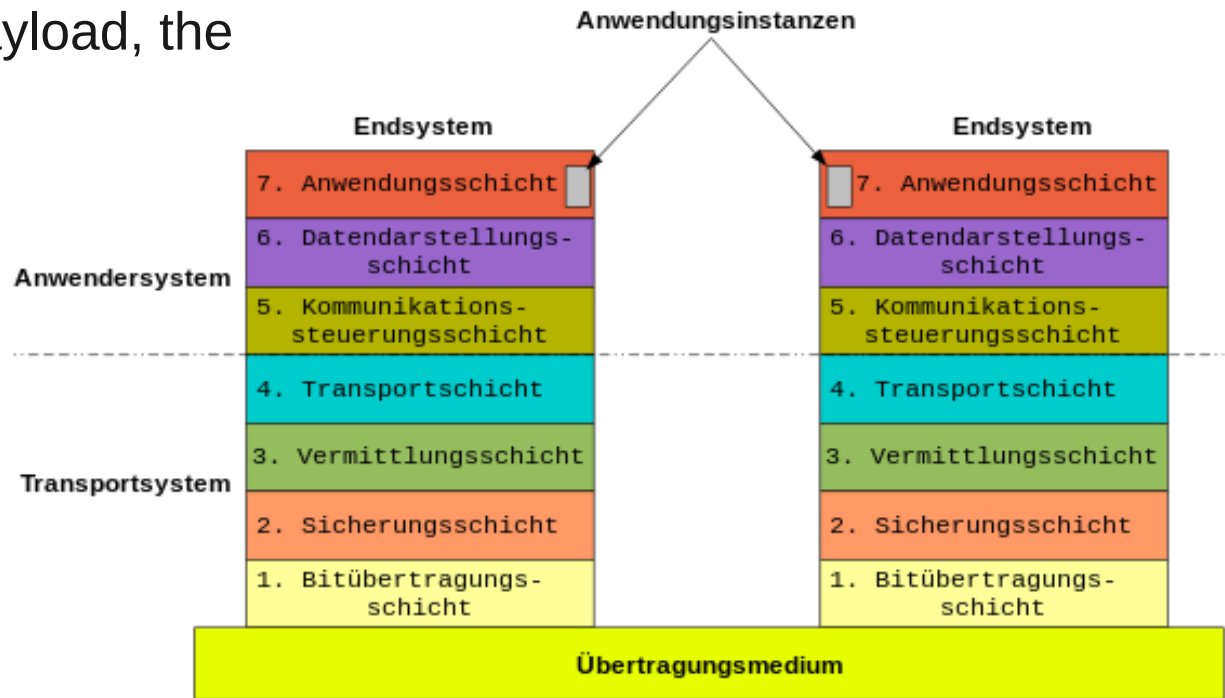 yload, the
Anwendungsinstanzen
Endsystem
Endsystem
7. Anwendungsschicht
7. Anwendungsschicht
6. Datendarstellungs-
schicht
6. Datendarstellungs-
schicht
Anwendersystem
5. Kommunikations-
steuerungsschicht
5. Kommunikations-
steuerungsschicht
4. Transportschicht
4. Transportschicht
3. Vermittlungsschicht
3. Vermittlungsschicht
Transportsystem
2. Sicherungsschicht
2. Sicherungsschicht
1. Bitübertragungs-
schicht
1. Bitübertragungs-
schicht
Übertragungsmedium